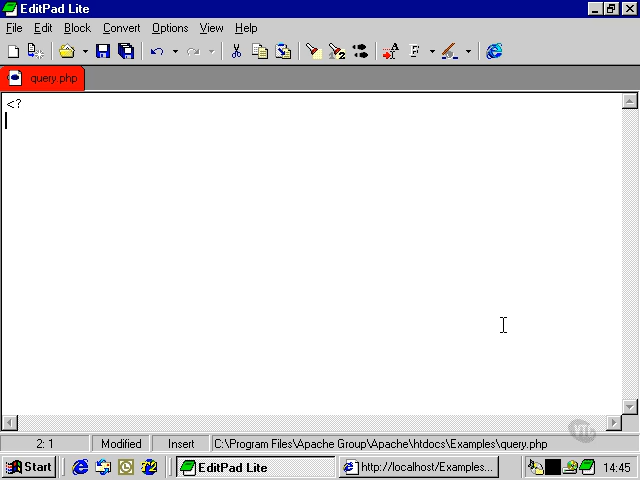 EditPad Lite
File Edit Block Convert Options View Help
query.php
<?
2: 1 Modified Insert C:\Program Files\Apache Group\Apache\htdocs\Examples\query.php
Start EditPad Lite http://localhost/Examples... 14:45